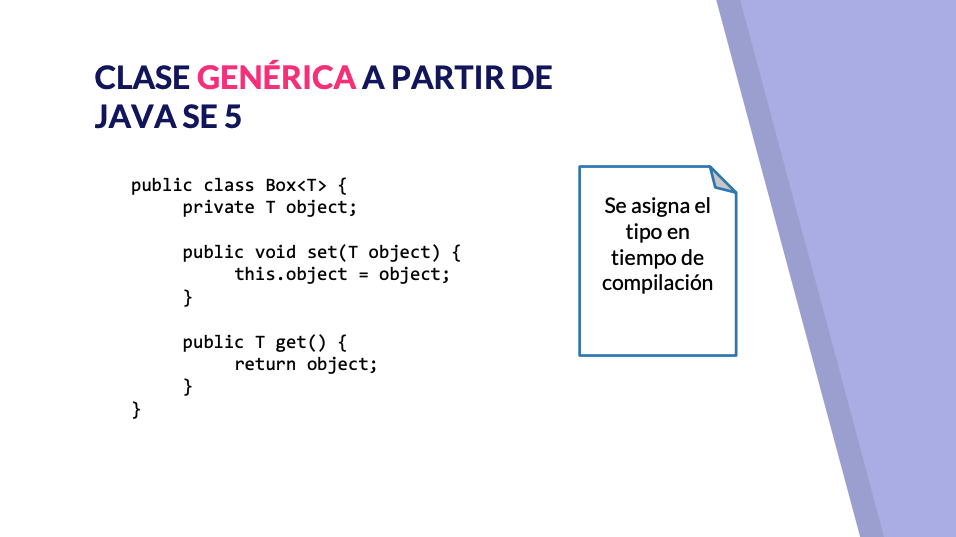 CLASE GENÉRICA A PARTIR DE
JAVA SE 5
public class Box<T> {
private T object;
public void set(T object) {
this.object = object;
}
public T get() {
return object;
}
}
Se asigna el
tipo en
tiempo de
compilación